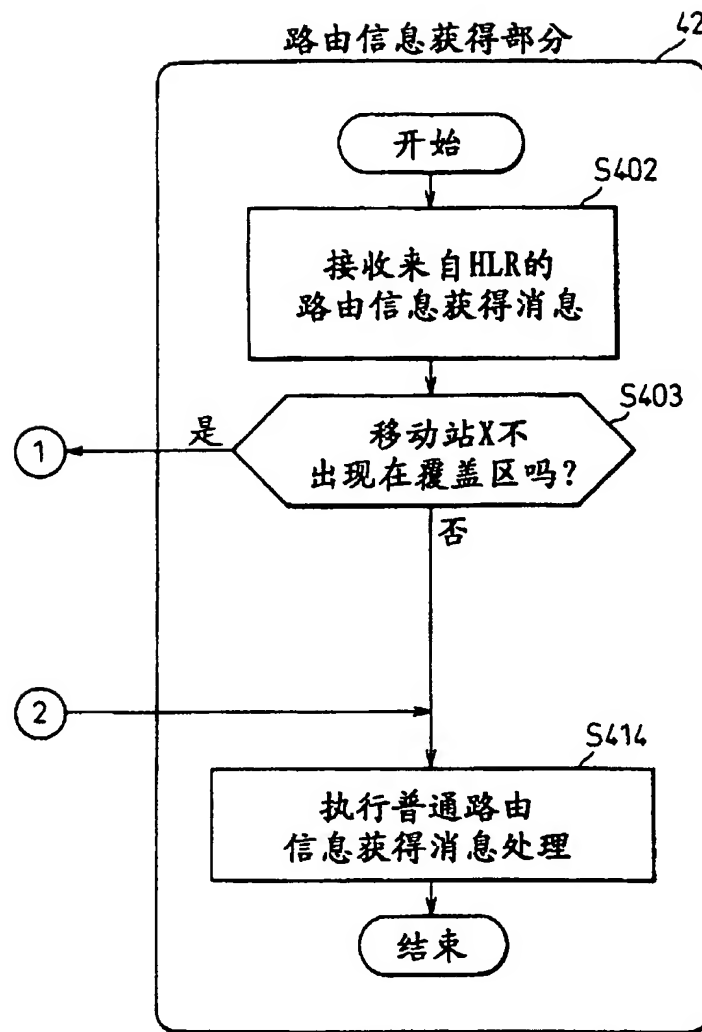 路由信息获得部分
42
开始
S402
接收来自HLR的
路由信息获得消息
S403
是
1
移动站X不
出现在覆盖区吗?
否
2
S414
执行普通路由
信息获得消息处理
结束